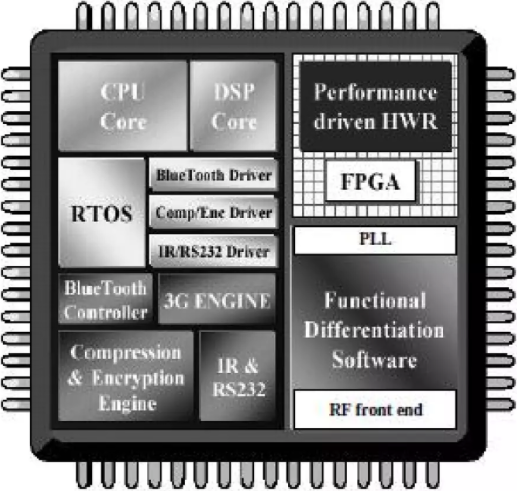 CPU
Core
DSP
Core
RTOS
BlueTooth Driver
Comp/Enc Driver
IR/RS232 Driver
BlueTooth
Controller
3G ENGINE
Compression
& Encryption
Engine
IR &
RS232
Performance
driven HWR
FPGA
PLL
Functional
Differentiation
Software
RF front end